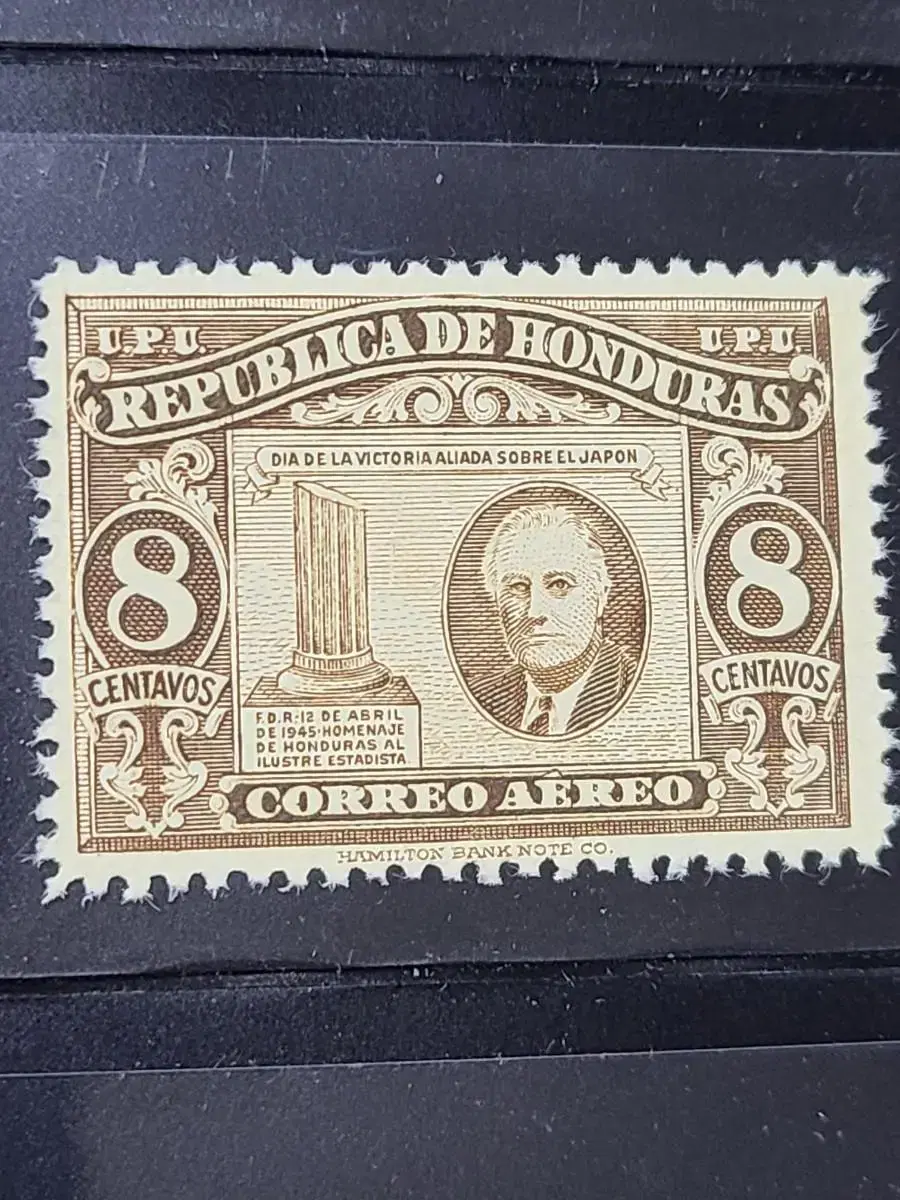 U.P.U. U.P.U.
REPUBLICA DE HONDURAS
DIA DE LA VICTORIA ALIADA SOBRE EL JAPON
8 8
CENTAVOS CENTAVOS
F.D.R-12 DE ABRIL
DE 1945·HOMENAJE
DE HONDURAS AL
ILUSTRE ESTADISTA.
CORREO AÉREO
HAMILTON BANK NOTE CO.